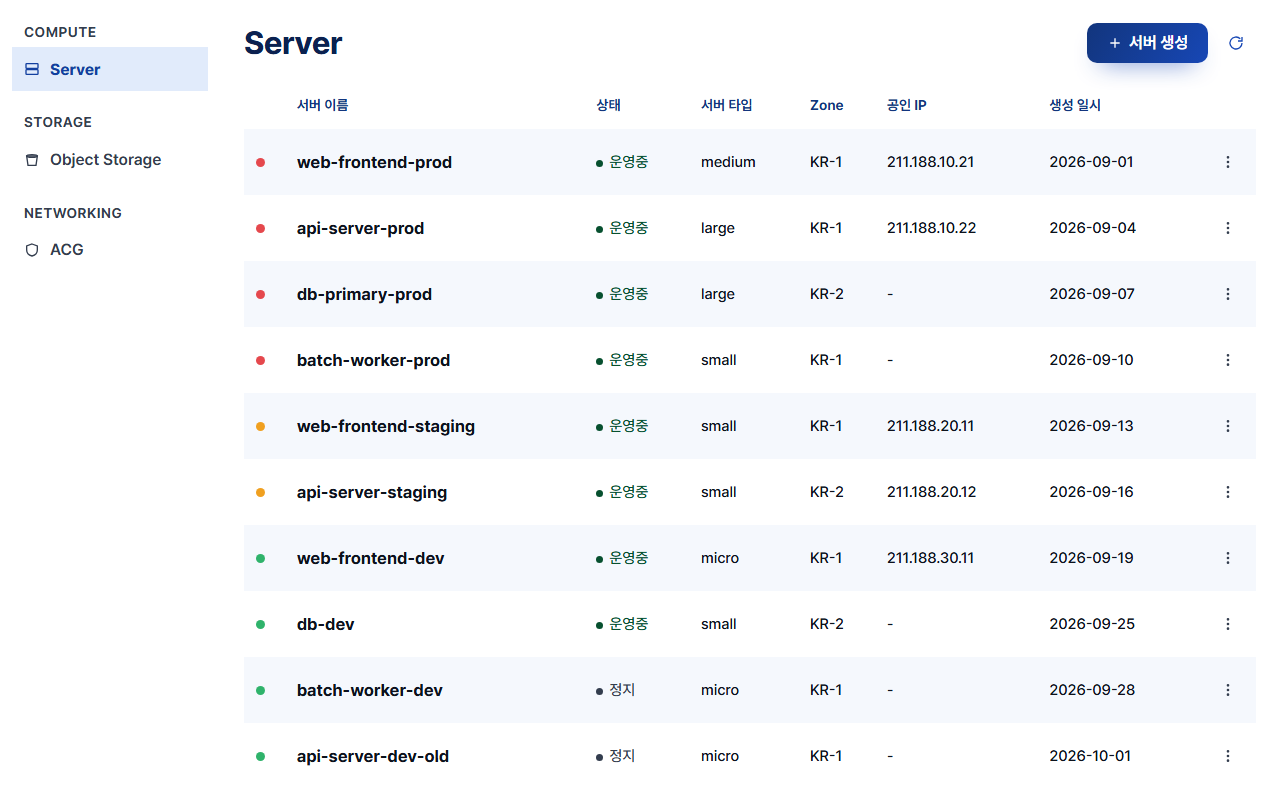 COMPUTE
Server
STORAGE
Object Storage
NETWORKING
ACG
Server
+ 서버 생성
서버 이름 상태 서버 타입 Zone 공인 IP 생성 일시
web-frontend-prod 운영중 medium KR-1 211.188.10.21 2026-09-01
api-server-prod 운영중 large KR-1 211.188.10.22 2026-09-04
db-primary-prod 운영중 large KR-2 - 2026-09-07
batch-worker-prod 운영중 small KR-1 - 2026-09-10
web-frontend-staging 운영중 small KR-1 211.188.20.11 2026-09-13
api-server-staging 운영중 small KR-2 211.188.20.12 2026-09-16
web-frontend-dev 운영중 micro KR-1 211.188.30.11 2026-09-19
db-dev 운영중 small KR-2 - 2026-09-25
batch-worker-dev 정지 micro KR-1 - 2026-09-28
api-server-dev-old 정지 micro KR-1 - 2026-10-01